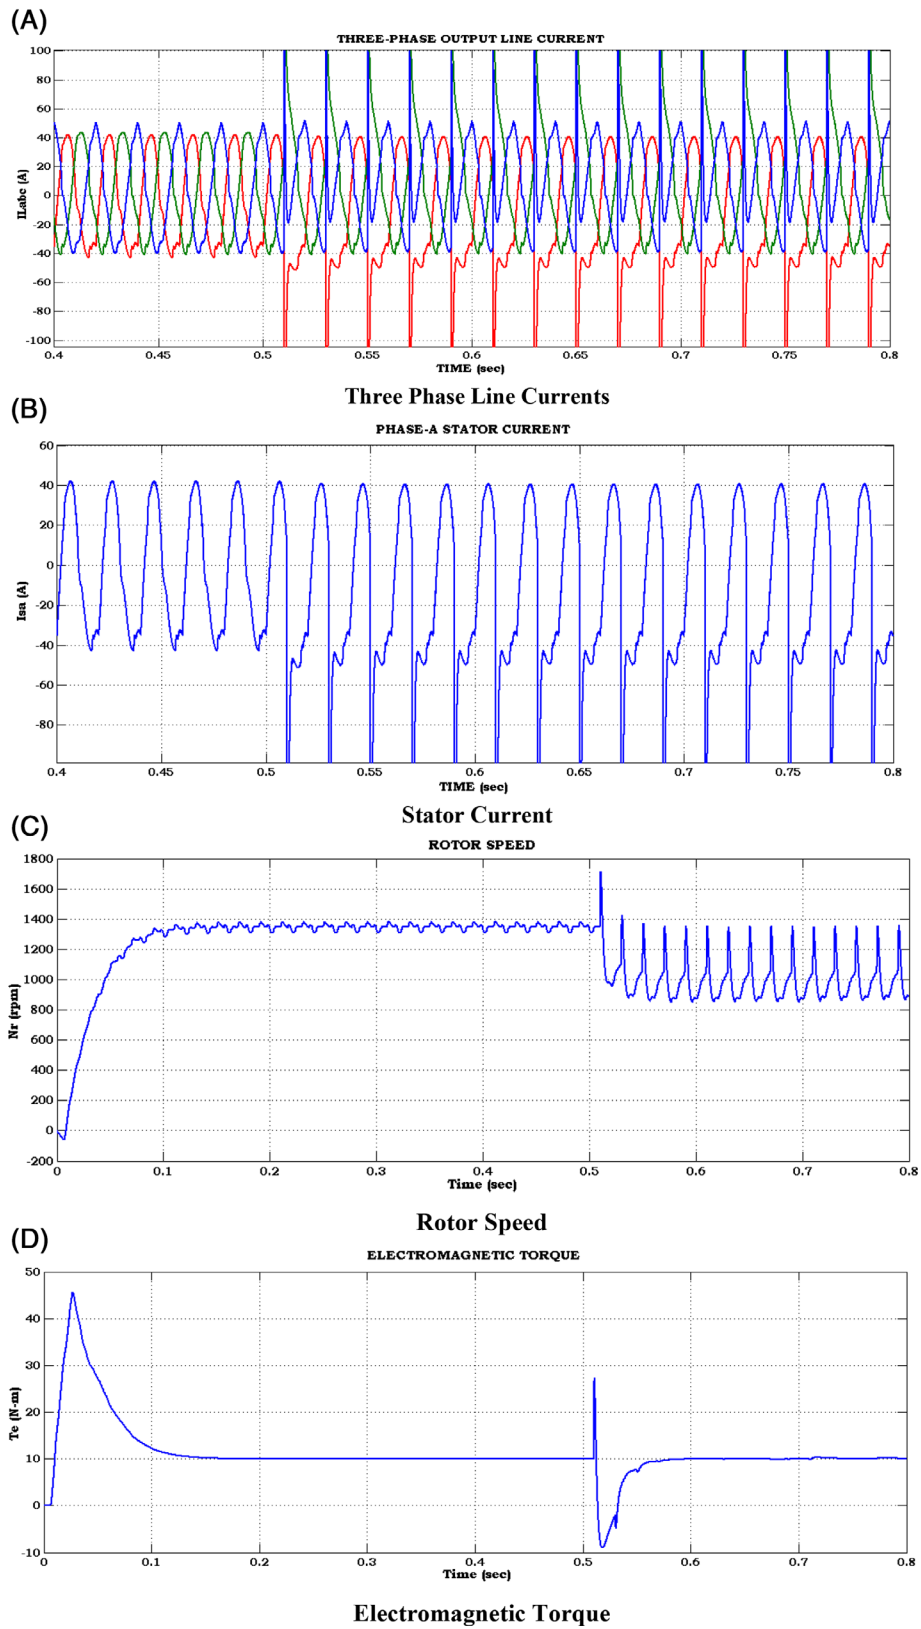 (A)
THREE-PHASE OUTPUT LINE CURRENT
ILabc (A)
100
80
60
40
20
0
-20
-40
-60
-80
-100
0.4 0.45 0.5 0.55 0.6 0.65 0.7 0.75 0.8
TIME (sec)
Three Phase Line Currents
(B)
PHASE-A STATOR CURRENT
Isa (A)
60
40
20
0
-20
-40
-60
-80
0.4 0.45 0.5 0.55 0.6 0.65 0.7 0.75 0.8
TIME (sec)
Stator Current
(C)
ROTOR SPEED
Nr (rpm)
1800
1600
1400
1200
1000
800
600
400
200
0
-200
0 0.1 0.2 0.3 0.4 0.5 0.6 0.7 0.8
Time (sec)
Rotor Speed
(D)
ELECTROMAGNETIC TORQUE
Te (N-m)
50
40
30
20
10
0
-10
0 0.1 0.2 0.3 0.4 0.5 0.6 0.7 0.8
Time (sec)
Electromagnetic Torque